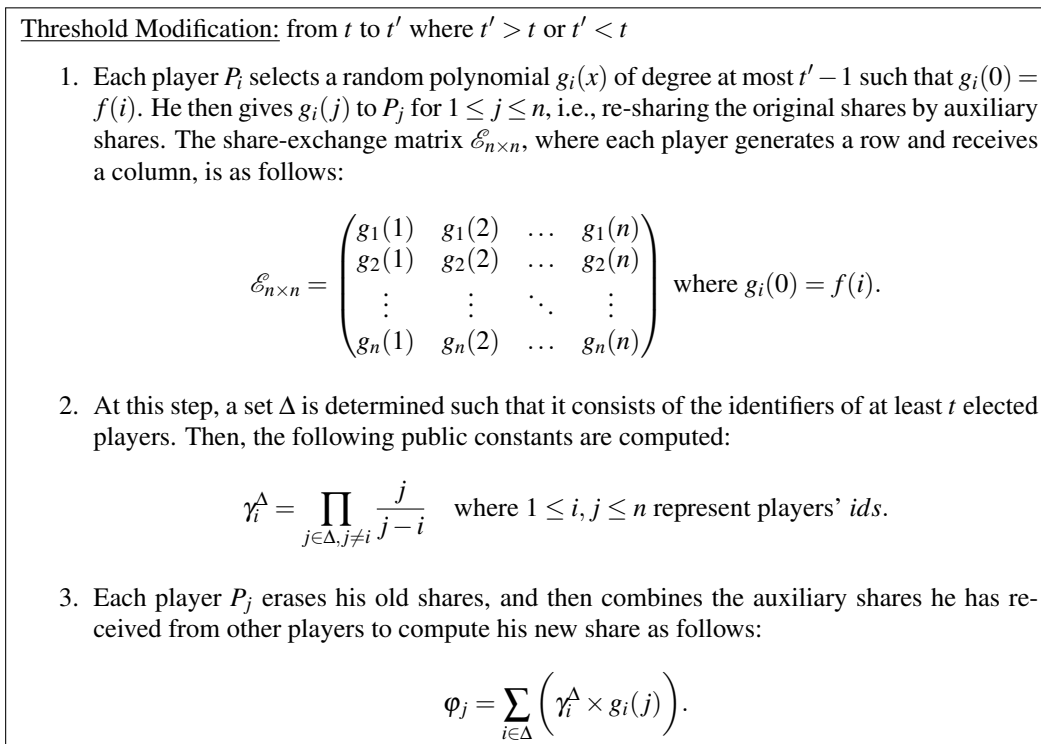 Threshold Modification: from t to t′ where t′ > t or t′ < t
1. Each player P_i selects a random polynomial g_i(x) of degree at most t′ − 1 such that g_i(0) =
f(i). He then gives g_i(j) to P_j for 1 ≤ j ≤ n, i.e., re-sharing the original shares by auxiliary
shares. The share-exchange matrix ℰ_{n×n}, where each player generates a row and receives
a column, is as follows:
ℰ_{n×n} = ( g_1(1) g_1(2) … g_1(n)
g_2(1) g_2(2) … g_2(n)
⋮ ⋮ ⋱ ⋮
g_n(1) g_n(2) … g_n(n) ) where g_i(0) = f(i).
2. At this step, a set Δ is determined such that it consists of the identifiers of at least t elected
players. Then, the following public constants are computed:
γ_i^Δ = ∏_{j∈Δ, j≠i} j/(j − i) where 1 ≤ i, j ≤ n represent players' ids.
3. Each player P_j erases his old shares, and then combines the auxiliary shares he has re-
ceived from other players to compute his new share as follows:
φ_j = ∑_{i∈Δ} (γ_i^Δ × g_i(j)).